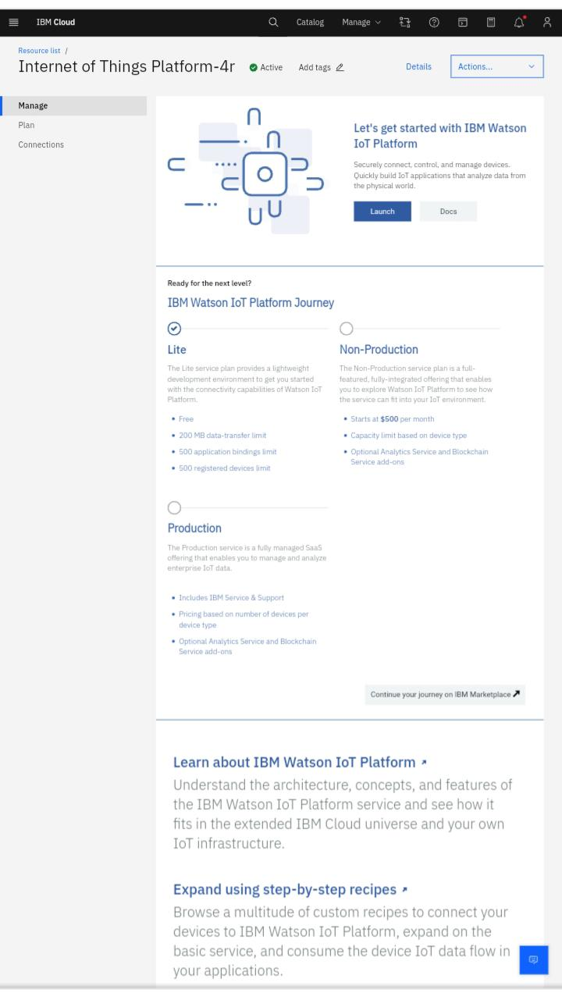 IBM Cloud
Catalog
Manage
Resource list /
Internet of Things Platform-4r
Active
Add tags
Details
Actions...
Manage
Plan
Connections
Let's get started with IBM Watson
IoT Platform
Securely connect, control, and manage devices.
Quickly build IoT applications that analyze data from
the physical world.
Launch
Docs
Ready for the next level?
IBM Watson IoT Platform Journey
Lite
The Lite service plan provides a lightweight
development environment to get you started
with the connectivity capabilities of Watson IoT
Platform.
• Free
• 200 MB data-transfer limit
• 500 application bindings limit
• 500 registered devices limit
Non-Production
The Non-Production service plan is a full-
featured, fully-integrated offering that enables
you to explore Watson IoT Platform to see how
the service can fit into your IoT environment.
• Starts at $500 per month
• Capacity limit based on device type
• Optional Analytics Service and Blockchain
Service add-ons
Production
The Production service is a fully managed SaaS
offering that enables you to manage and analyze
enterprise IoT data.
• Includes IBM Service & Support
• Pricing based on number of devices per
device type
• Optional Analytics Service and Blockchain
Service add-ons
Continue your journey on IBM Marketplace
Learn about IBM Watson IoT Platform
Understand the architecture, concepts, and features of
the IBM Watson IoT Platform service and see how it
fits in the extended IBM Cloud universe and your own
IoT infrastructure.
Expand using step-by-step recipes
Browse a multitude of custom recipes to connect your
devices to IBM Watson IoT Platform, expand on the
basic service, and consume the device IoT data flow in
your applications.